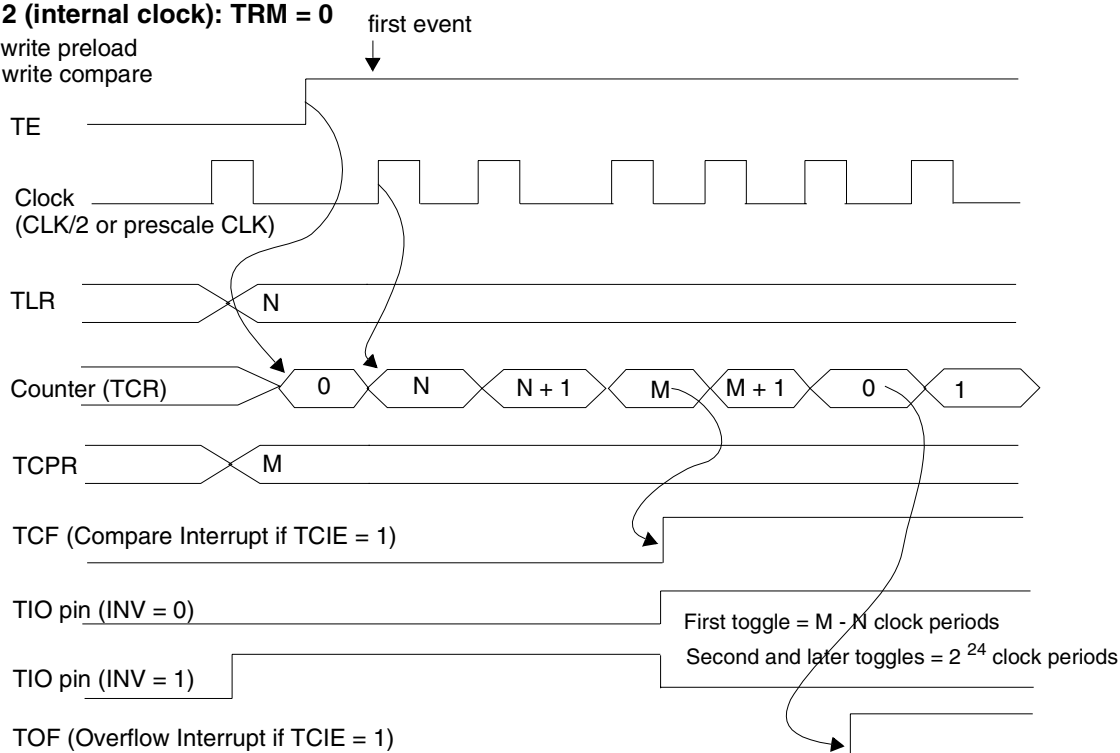 2 (internal clock): TRM = 0
first event
write preload
write compare
TE
Clock
(CLK/2 or prescale CLK)
TLR
N
Counter (TCR)
0
N
N + 1
M
M + 1
0
1
TCPR
M
TCF (Compare Interrupt if TCIE = 1)
TIO pin (INV = 0)
First toggle = M - N clock periods
Second and later toggles = 2 24 clock periods
TIO pin (INV = 1)
TOF (Overflow Interrupt if TCIE = 1)